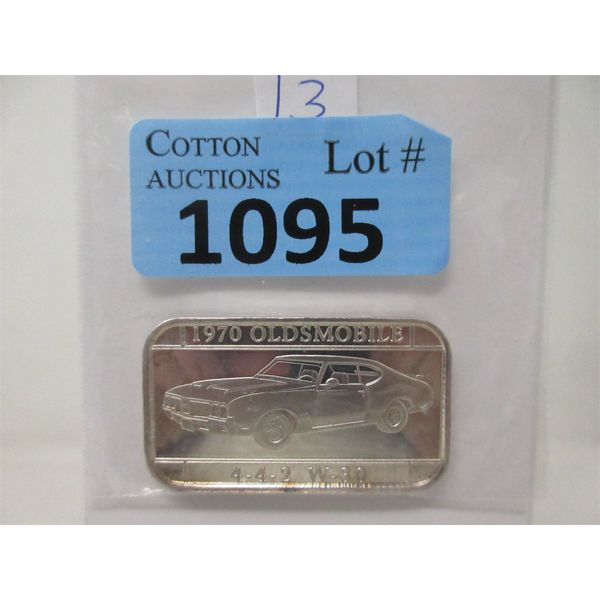 13
COTTON AUCTIONS Lot #
1095
1970 OLDSMOBILE
4-4-2 W-30